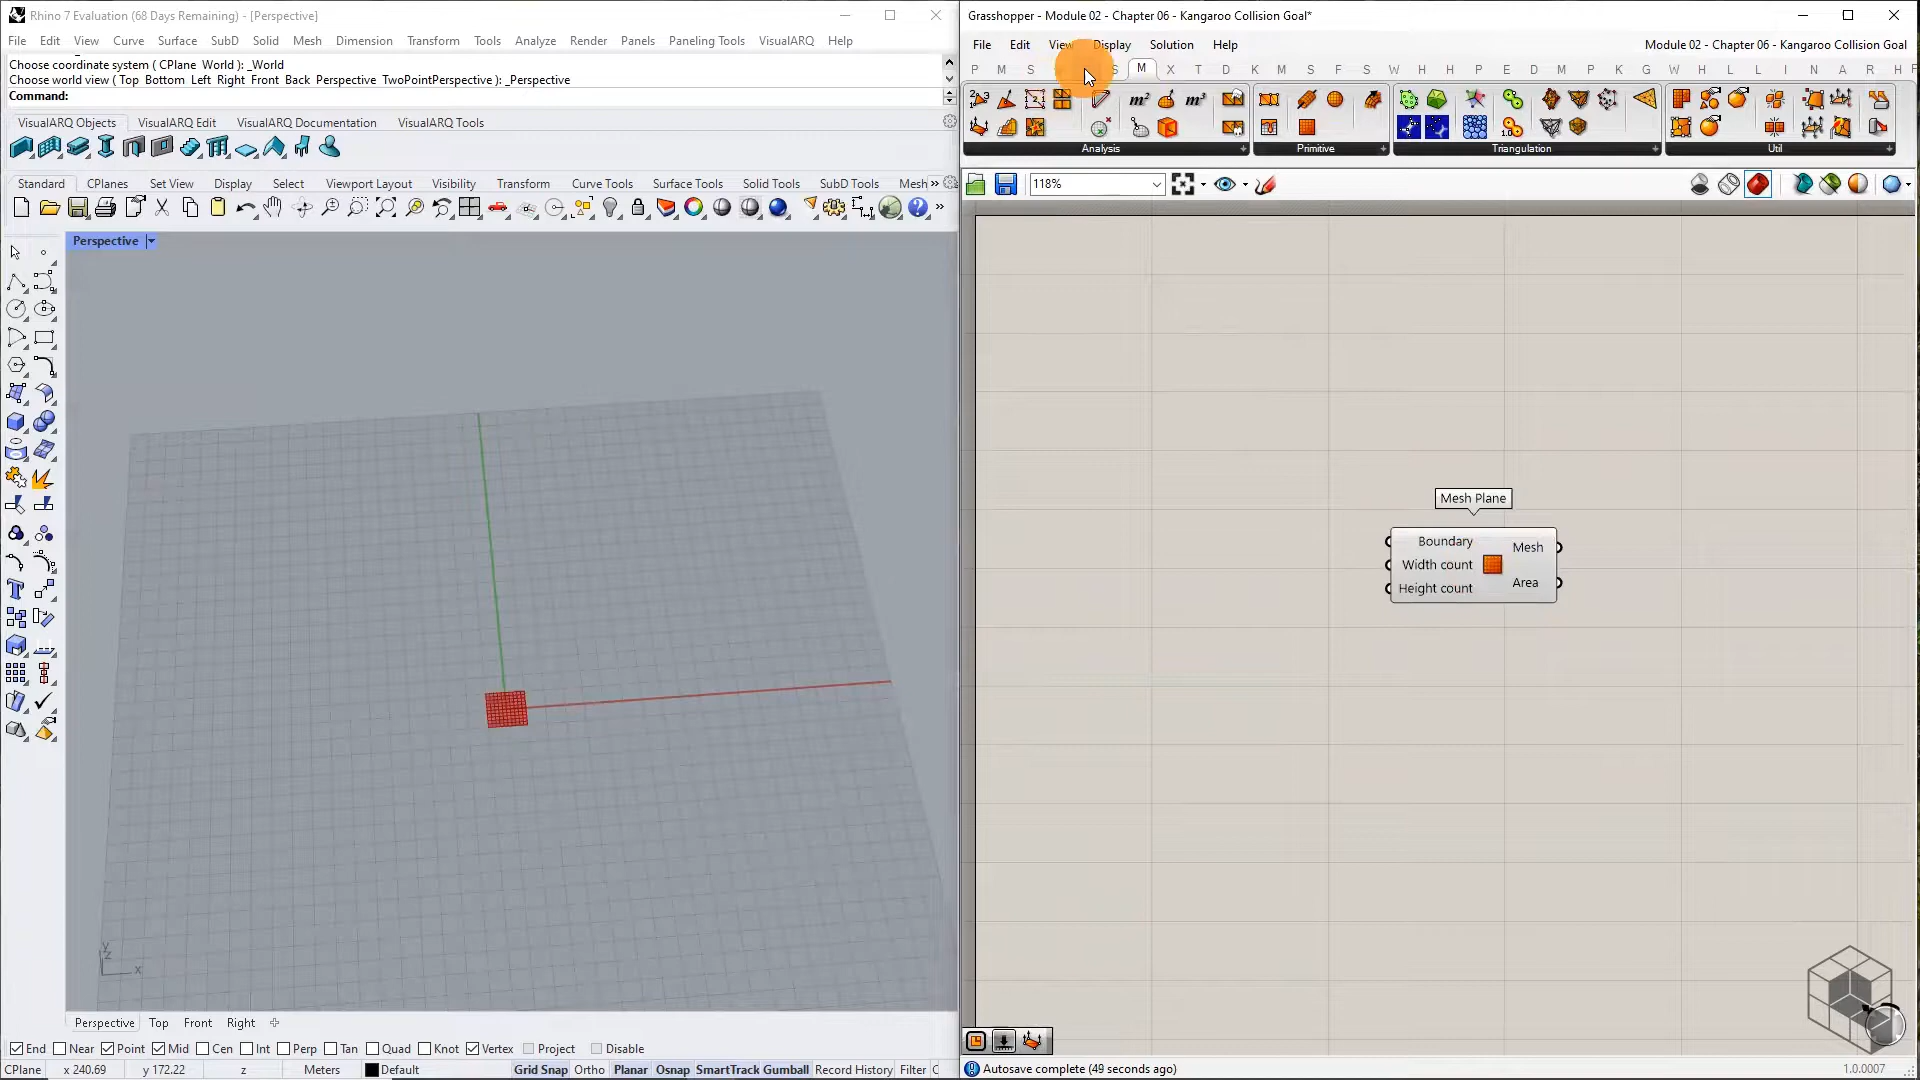 Rhino 7 Evaluation (68 Days Remaining) - [Perspective]
File Edit View Curve Surface SubD Solid Mesh Dimension Transform Tools Analyze Render Panels Paneling Tools VisualARQ Help
Choose coordinate system ( CPlane World ): _World
Choose world view ( Top Bottom Left Right Front Back Perspective TwoPointPerspective ): _Perspective
Command:
VisualARQ Objects VisualARQ Edit VisualARQ Documentation VisualARQ Tools
Standard CPlanes Set View Display Select Viewport Layout Visibility Transform Curve Tools Surface Tools Solid Tools SubD Tools Mesh »
Perspective
y
z
x
Perspective Top Front Right
End Near Point Mid Cen Int Perp Tan Quad Knot Vertex Project Disable
CPlane x 240.69 y 172.22 z Meters Default Grid Snap Ortho Planar Osnap SmartTrack Gumball Record History Filter C
Grasshopper - Module 02 - Chapter 06 - Kangaroo Collision Goal*
File Edit View Display Solution Help Module 02 - Chapter 06 - Kangaroo Collision Goal
P M S S M X T D K M S F S W H H P E D M P K G W H L L I N A R H F
m² m³
Analysis Primitive Triangulation Util
118%
Mesh Plane
Boundary
Width count
Height count
Mesh
Area
Autosave complete (49 seconds ago) 1.0.0007